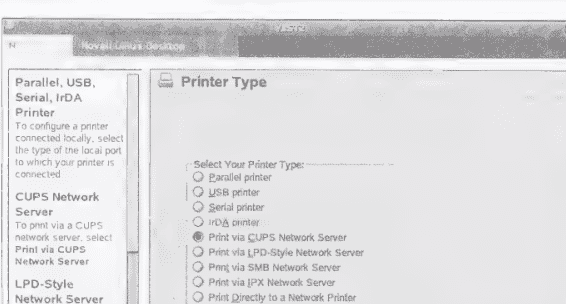 YaST2
N
Novell Linux Desktop
Parallel, USB,
Serial, IrDA
Printer
To configure a printer
connected locally, select
the type of the local port
to which your printer is
connected
CUPS Network
Server
To print via a CUPS
network server, select
Print via CUPS
Network Server
LPD-Style
Network Server
Printer Type
Select Your Printer Type:
Parallel printer
USB printer
Serial printer
IrDA printer
Print via CUPS Network Server
Print via LPD-Style Network Server
Print via SMB Network Server
Print via IPX Network Server
Print Directly to a Network Printer